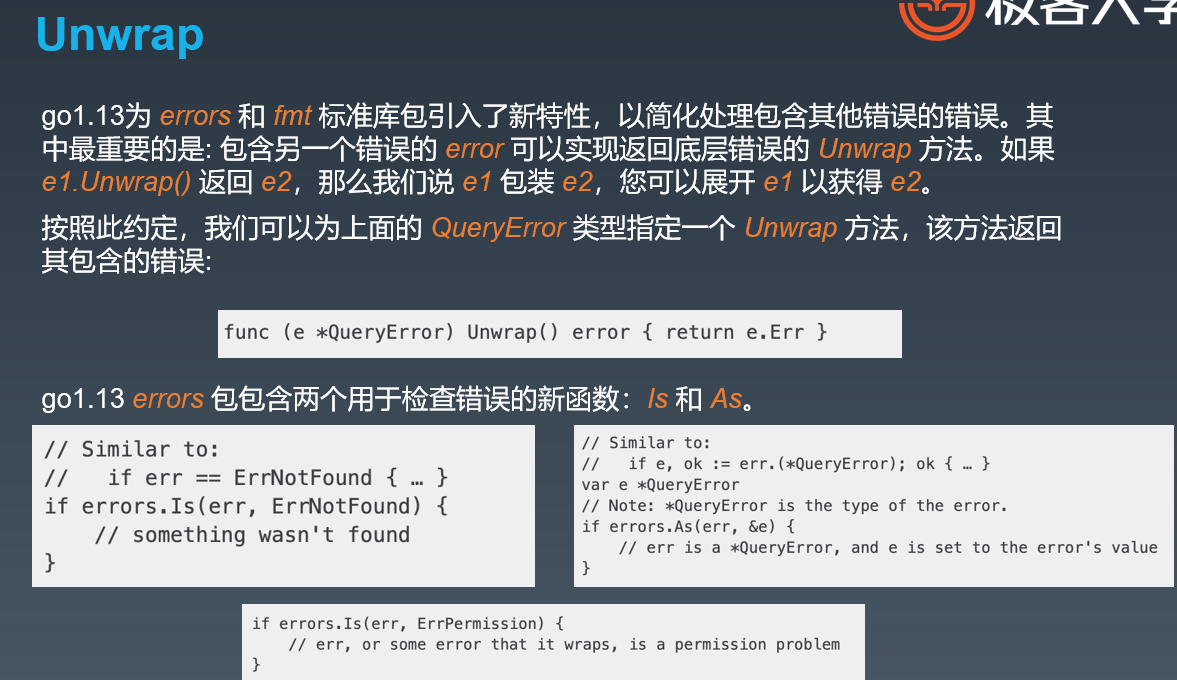 Unwrap
go1.13为 errors 和 fmt 标准库包引入了新特性，以简化处理包含其他错误的错误。其
中最重要的是: 包含另一个错误的 error 可以实现返回底层错误的 Unwrap 方法。如果
e1.Unwrap() 返回 e2，那么我们说 e1 包装 e2，您可以展开 e1 以获得 e2。
按照此约定，我们可以为上面的 QueryError 类型指定一个 Unwrap 方法，该方法返回
其包含的错误:
func (e *QueryError) Unwrap() error { return e.Err }
go1.13 errors 包包含两个用于检查错误的新函数：Is 和 As。
// Similar to:
//   if err == ErrNotFound { … }
if errors.Is(err, ErrNotFound) {
    // something wasn't found
}
// Similar to:
//   if e, ok := err.(*QueryError); ok { … }
var e *QueryError
// Note: *QueryError is the type of the error.
if errors.As(err, &e) {
    // err is a *QueryError, and e is set to the error's value
}
if errors.Is(err, ErrPermission) {
    // err, or some error that it wraps, is a permission problem
}